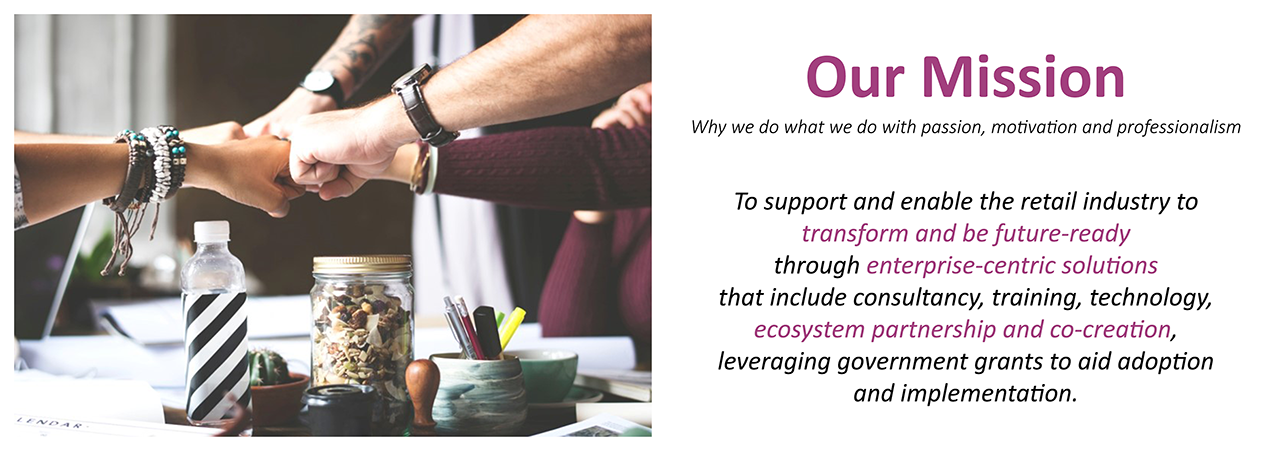 Our Mission
Why we do what we do with passion, motivation and professionalism
To support and enable the retail industry to
transform and be future-ready
through enterprise-centric solutions
that include consultancy, training, technology,
ecosystem partnership and co-creation,
leveraging government grants to aid adoption
and implementation.
LENDAR